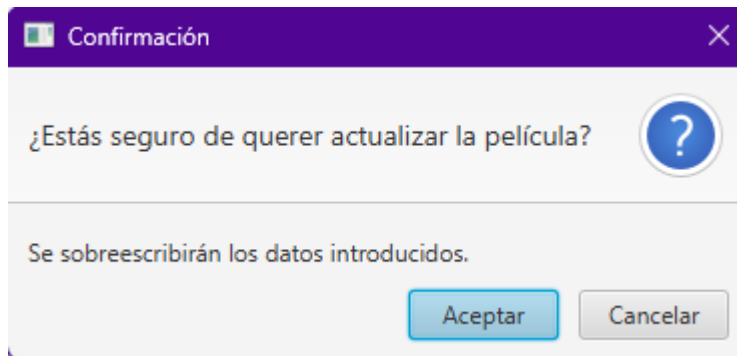 Confirmación
¿Estás seguro de querer actualizar la película?
?
Se sobreescribirán los datos introducidos.
Aceptar
Cancelar